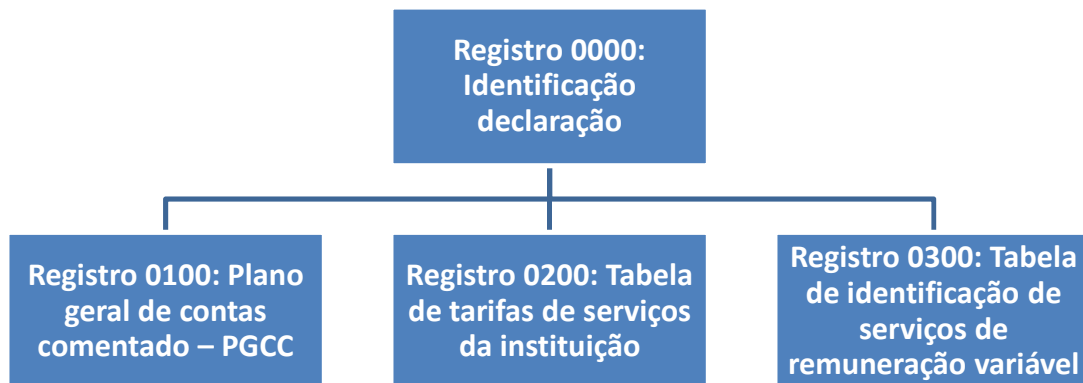 Registro 0000:
Identificação
declaração
Registro 0100: Plano
geral de contas
comentado – PGCC
Registro 0200: Tabela
de tarifas de serviços
da instituição
Registro 0300: Tabela
de identificação de
serviços de
remuneração variável